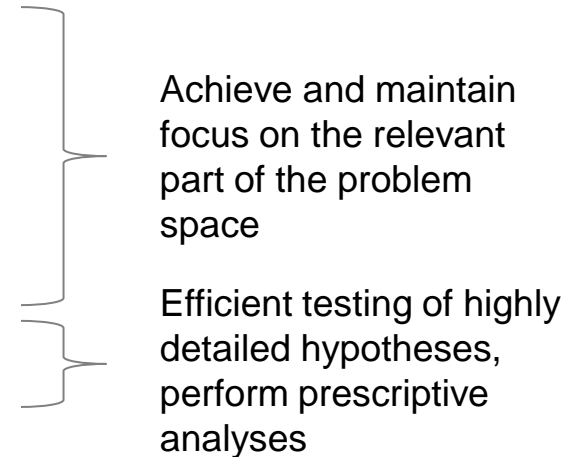 Achieve and maintain
focus on the relevant
part of the problem
space
Efficient testing of highly
detailed hypotheses,
perform prescriptive
analyses